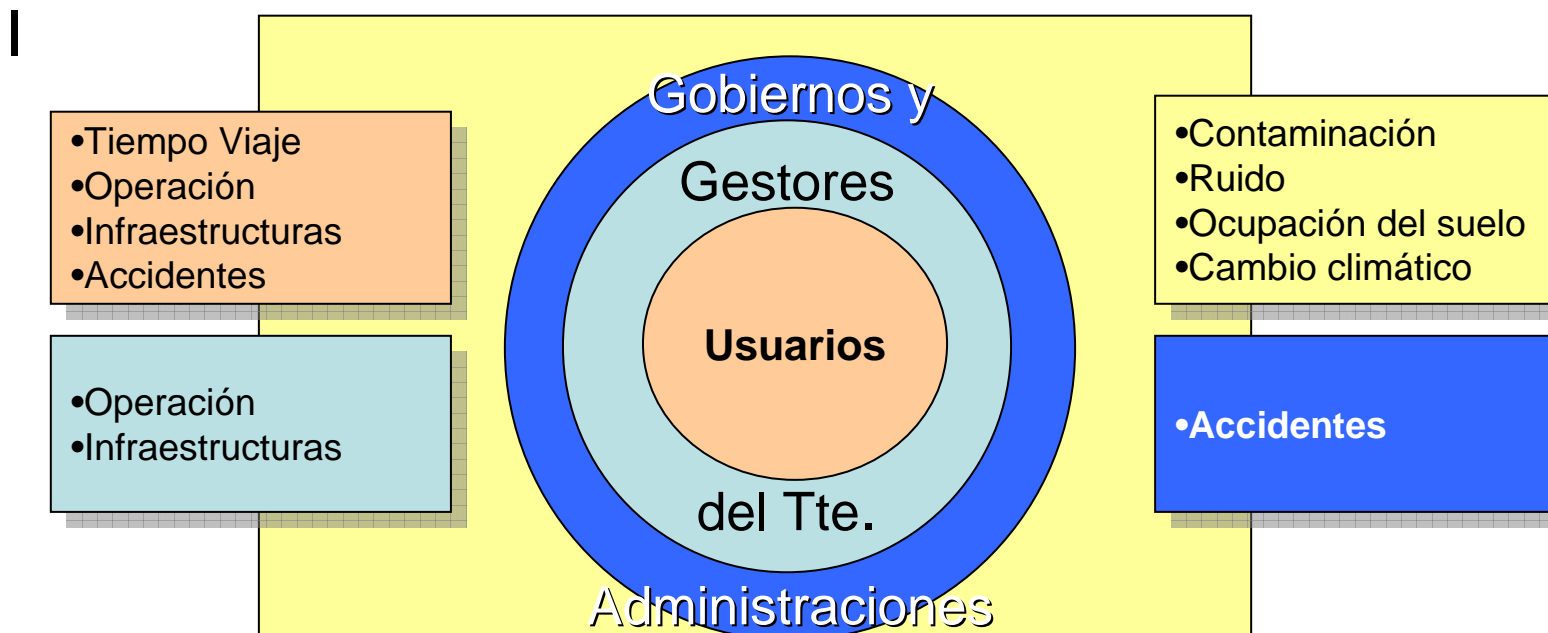 •Tiempo Viaje
•Operación
•Infraestructuras
•Accidentes
•Operación
•Infraestructuras
Gobiernos y
Gestores
Usuarios
del Tte.
Administraciones
•Contaminación
•Ruido
•Ocupación del suelo
•Cambio climático
•Accidentes